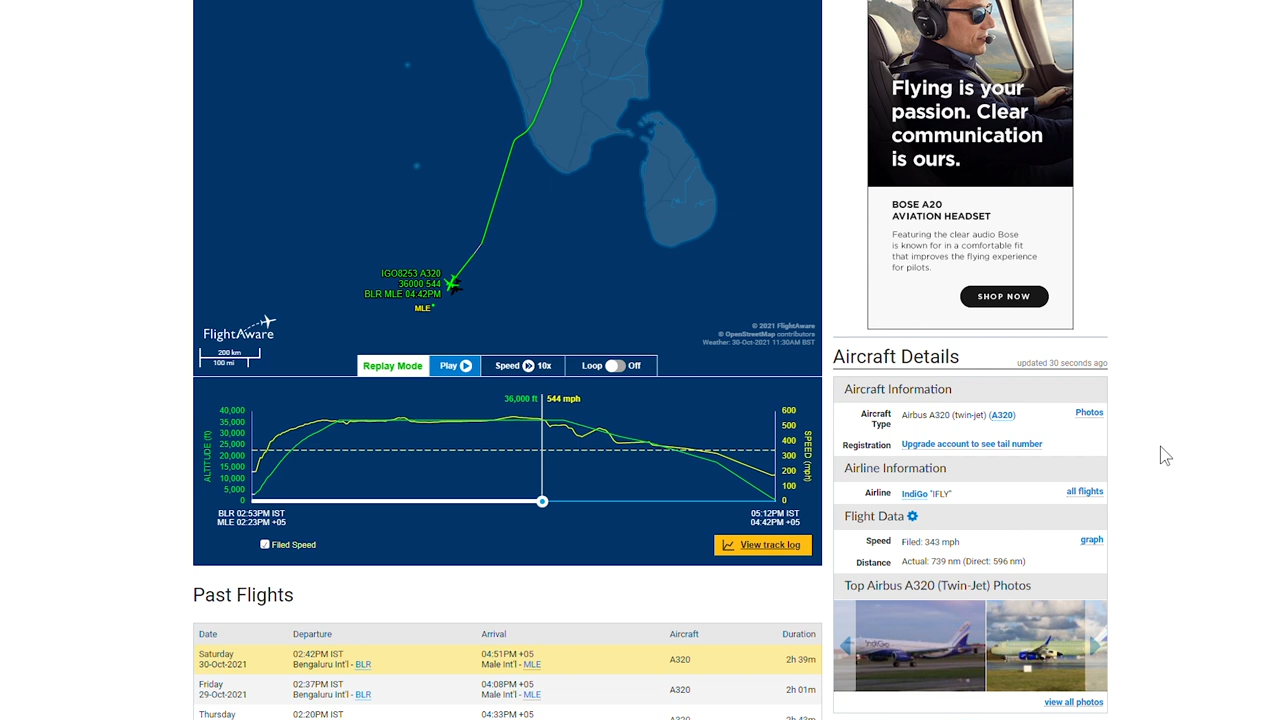 IGO8253 A320
36000 544
BLR MLE 04:42PM
MLE
FlightAware
200 km
100 mi
© 2021 FlightAware
© OpenStreetMap contributors
Weather: 30-Oct-2021 11:30AM BST
Replay Mode
Play
Speed 10x
Loop Off
36,000 ft 544 mph
ALTITUDE (ft)
40,000
35,000
30,000
25,000
20,000
15,000
10,000
5,000
0
600
500
400
300
200
100
0
SPEED (mph)
BLR 02:53PM IST
MLE 02:23PM +05
05:12PM IST
04:42PM +05
Filed Speed
View track log
Past Flights
Date Departure Arrival Aircraft Duration
Saturday 02:42PM IST 04:51PM +05
30-Oct-2021 Bengaluru Int'l - BLR Male Int'l - MLE A320 2h 39m
Friday 02:37PM IST 04:08PM +05
29-Oct-2021 Bengaluru Int'l - BLR Male Int'l - MLE A320 2h 01m
Thursday 02:20PM IST 04:33PM +05
A320 2h 43m
Flying is your
passion. Clear
communication
is ours.
BOSE A20
AVIATION HEADSET
Featuring the clear audio Bose
is known for in a comfortable fit
that improves the flying experience
for pilots.
SHOP NOW
Aircraft Details updated 30 seconds ago
Aircraft Information
Aircraft Type Airbus A320 (twin-jet) (A320) Photos
Registration Upgrade account to see tail number
Airline Information
Airline IndiGo "IFLY" all flights
Flight Data
Speed Filed: 343 mph graph
Distance Actual: 739 nm (Direct: 596 nm)
Top Airbus A320 (Twin-Jet) Photos
IndiGo
view all photos